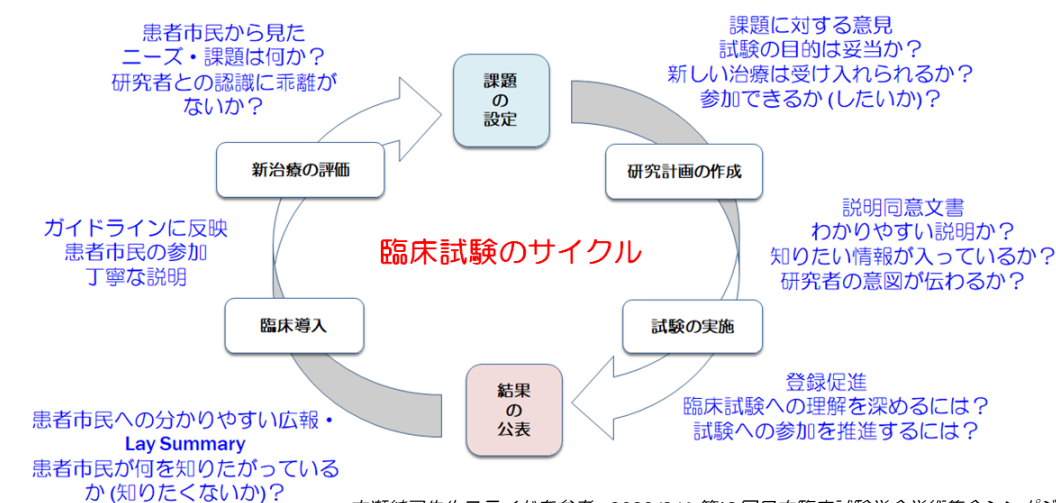 患者市民から見た
ニーズ・課題は何か？
研究者との認識に乖離が
ないか？
課題
の
設定
課題に対する意見
試験の目的は妥当か？
新しい治療は受け入れられるか？
参加できるか (したいか)？
新治療の評価
研究計画の作成
ガイドラインに反映
患者市民の参加
丁寧な説明
臨床試験のサイクル
説明同意文書
わかりやすい説明か？
知りたい情報が入っているか？
研究者の意図が伝わるか？
臨床導入
試験の実施
結果
の
公表
登録促進
臨床試験への理解を深めるには？
試験への参加を推進するには？
患者市民への分かりやすい広報・
Lay Summary
患者市民が何を知りたがっている
か (知りたくないか)？